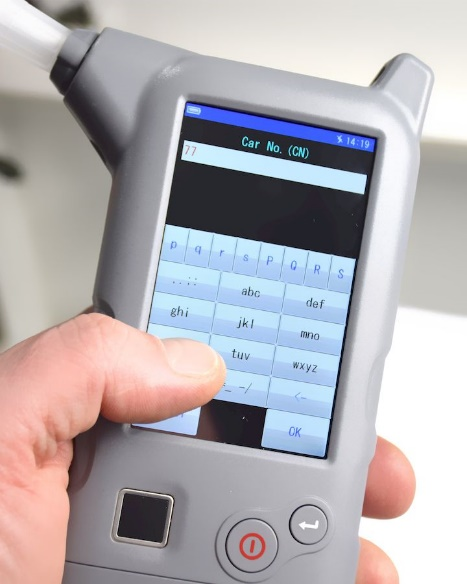 14:19
Car No.(CN)
77
p q r s P Q R S
abc def
ghi jkl mno
tuv wxyz
-/ <-
OK